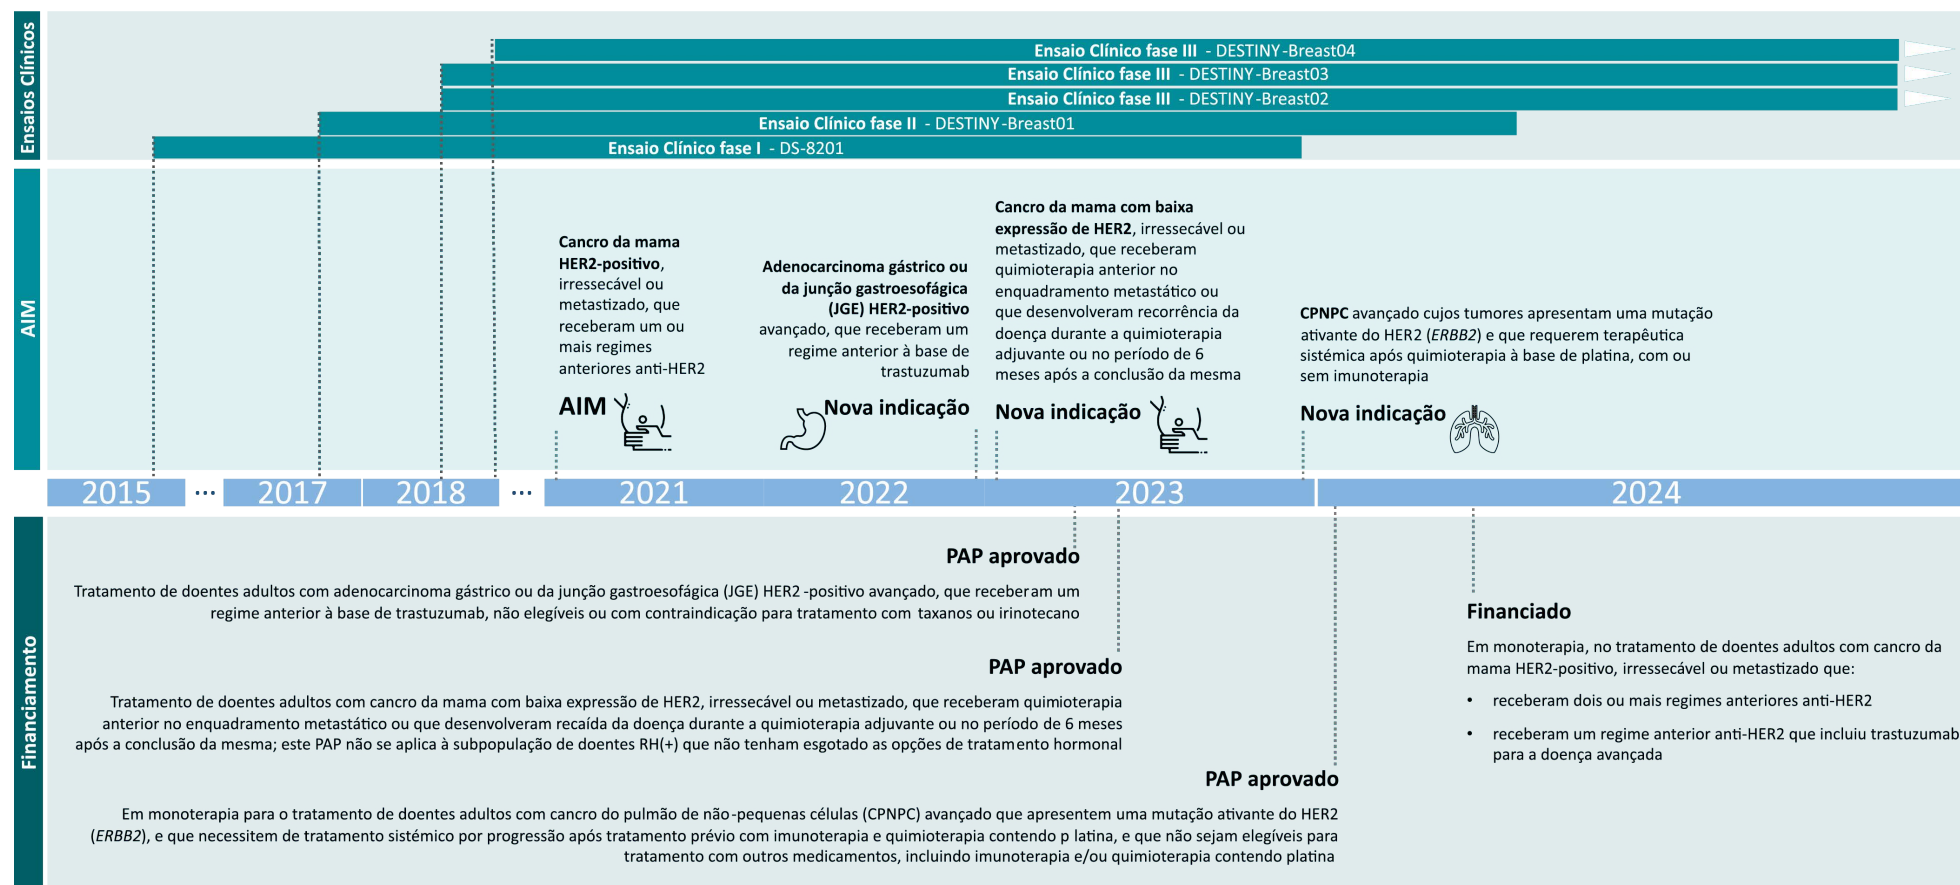 Ensaios Clínicos
Ensaio Clínico fase III - DESTINY-Breast04
Ensaio Clínico fase III - DESTINY-Breast03
Ensaio Clínico fase III - DESTINY-Breast02
Ensaio Clínico fase II - DESTINY-Breast01
Ensaio Clínico fase I - DS-8201
AIM
Cancro da mama
HER2-positivo,
irressecável ou
metastizado, que
receberam um ou
mais regimes
anteriores anti-HER2
AIM
Adenocarcinoma gástrico ou
da junção gastroesofágica
(JGE) HER2-positivo
avançado, que receberam um
regime anterior à base de
trastuzumab
Nova indicação
Cancro da mama com baixa
expressão de HER2, irressecável ou
metastizado, que receberam
quimioterapia anterior no
enquadramento metastático ou
que desenvolveram recorrência da
doença durante a quimioterapia
adjuvante ou no período de 6
meses após a conclusão da mesma
Nova indicação
CPNPC avançado cujos tumores apresentam uma mutação
ativante do HER2 (ERBB2) e que requerem terapêutica
sistémica após quimioterapia à base de platina, com ou
sem imunoterapia
Nova indicação
2015 ... 2017 2018 ... 2021 2022 2023 2024
Financiamento
PAP aprovado
Tratamento de doentes adultos com adenocarcinoma gástrico ou da junção gastroesofágica (JGE) HER2 -positivo avançado, que receberam um
regime anterior à base de trastuzumab, não elegíveis ou com contraindicação para tratamento com taxanos ou irinotecano
PAP aprovado
Tratamento de doentes adultos com cancro da mama com baixa expressão de HER2, irressecável ou metastizado, que receberam quimioterapia
anterior no enquadramento metastático ou que desenvolveram recaída da doença durante a quimioterapia adjuvante ou no período de 6 meses
após a conclusão da mesma; este PAP não se aplica à subpopulação de doentes RH(+) que não tenham esgotado as opções de tratamento hormonal
PAP aprovado
Em monoterapia para o tratamento de doentes adultos com cancro do pulmão de não-pequenas células (CPNPC) avançado que apresentem uma mutação ativante do HER2
(ERBB2), e que necessitem de tratamento sistémico por progressão após tratamento prévio com imunoterapia e quimioterapia contendo p latina, e que não sejam elegíveis para
tratamento com outros medicamentos, incluindo imunoterapia e/ou quimioterapia contendo platina
Financiado
Em monoterapia, no tratamento de doentes adultos com cancro da
mama HER2-positivo, irressecável ou metastizado que:
• receberam dois ou mais regimes anteriores anti-HER2
• receberam um regime anterior anti-HER2 que incluiu trastuzumab
para a doença avançada